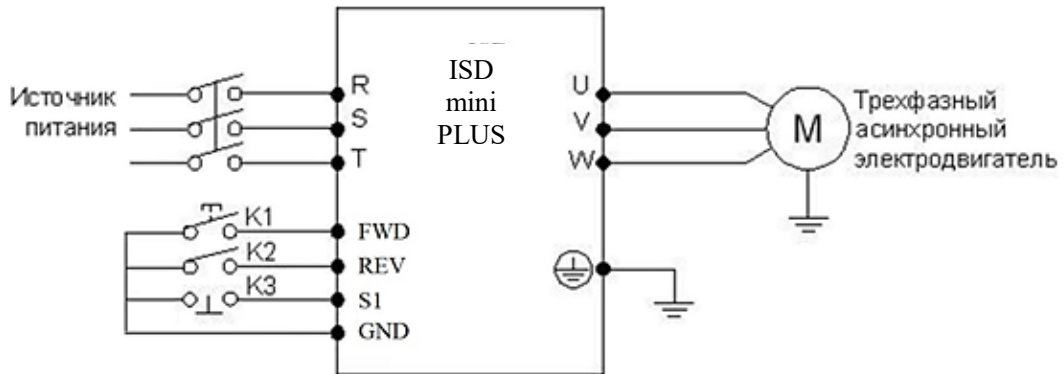 ISD
mini
PLUS
Источник
питания
R
S
T
U
V
W
M
Трехфазный
асинхронный
электродвигатель
K1
FWD
K2
REV
K3
S1
GND